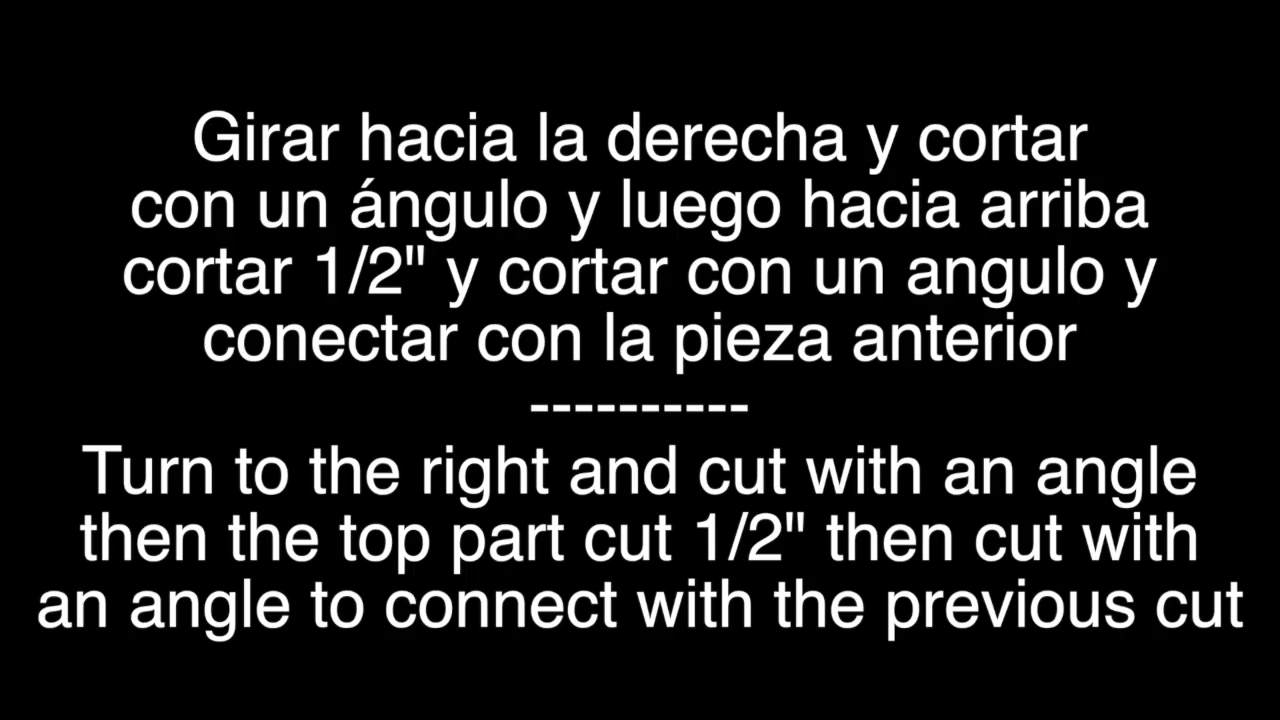 Girar hacia la derecha y cortar
con un ángulo y luego hacia arriba
cortar 1/2" y cortar con un angulo y
conectar con la pieza anterior
----------
Turn to the right and cut with an angle
then the top part cut 1/2" then cut with
an angle to connect with the previous cut